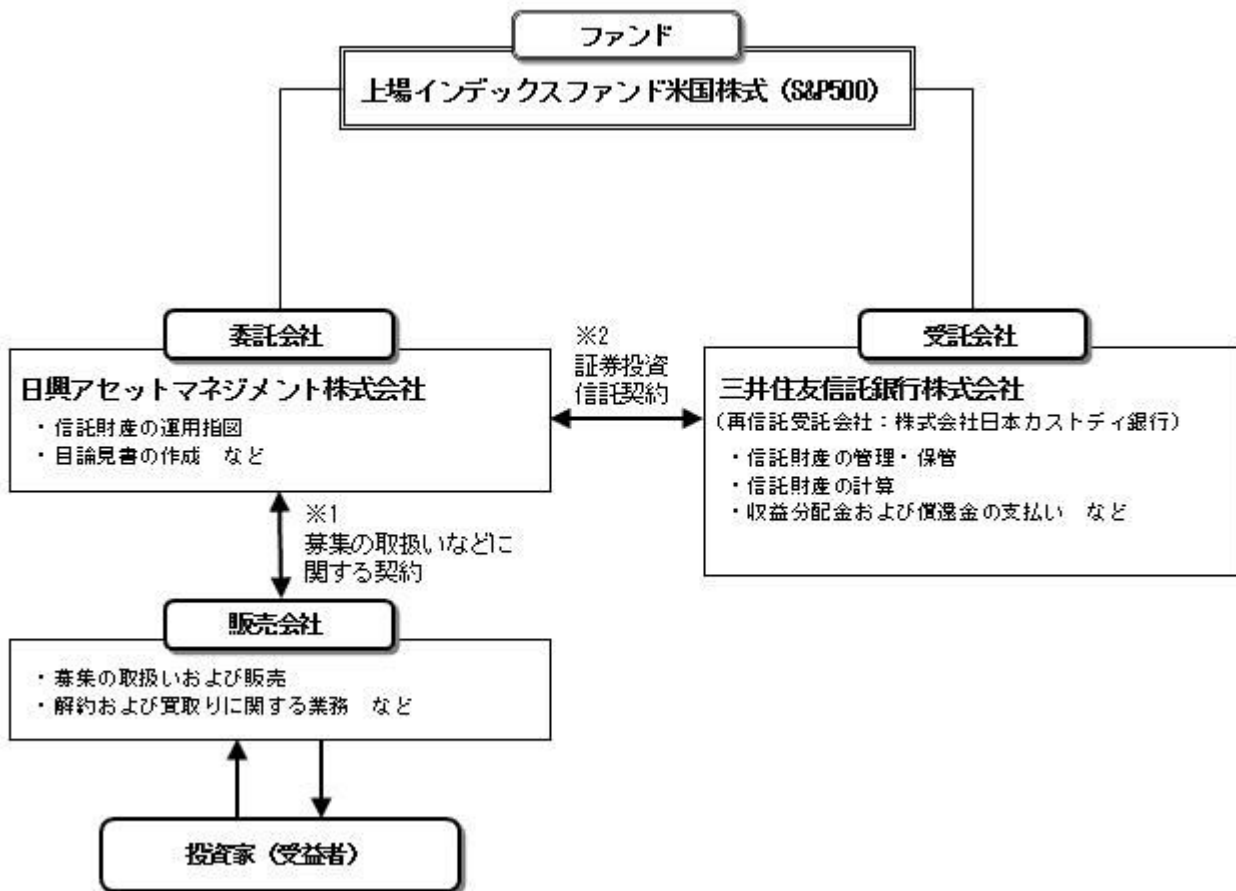 ファンド
上場インデックスファンド米国株式（S&P500）
委託会社
日興アセットマネジメント株式会社
・信託財産の運用指図
・目論見書の作成　など
※2
証券投資
信託契約
受託会社
三井住友信託銀行株式会社
（再信託受託会社：株式会社日本カストディ銀行）
・信託財産の管理・保管
・信託財産の計算
・収益分配金および償還金の支払い　など
※1
募集の取扱いなどに
関する契約
販売会社
・募集の取扱いおよび販売
・解約および買取りに関する業務　など
投資家（受益者）